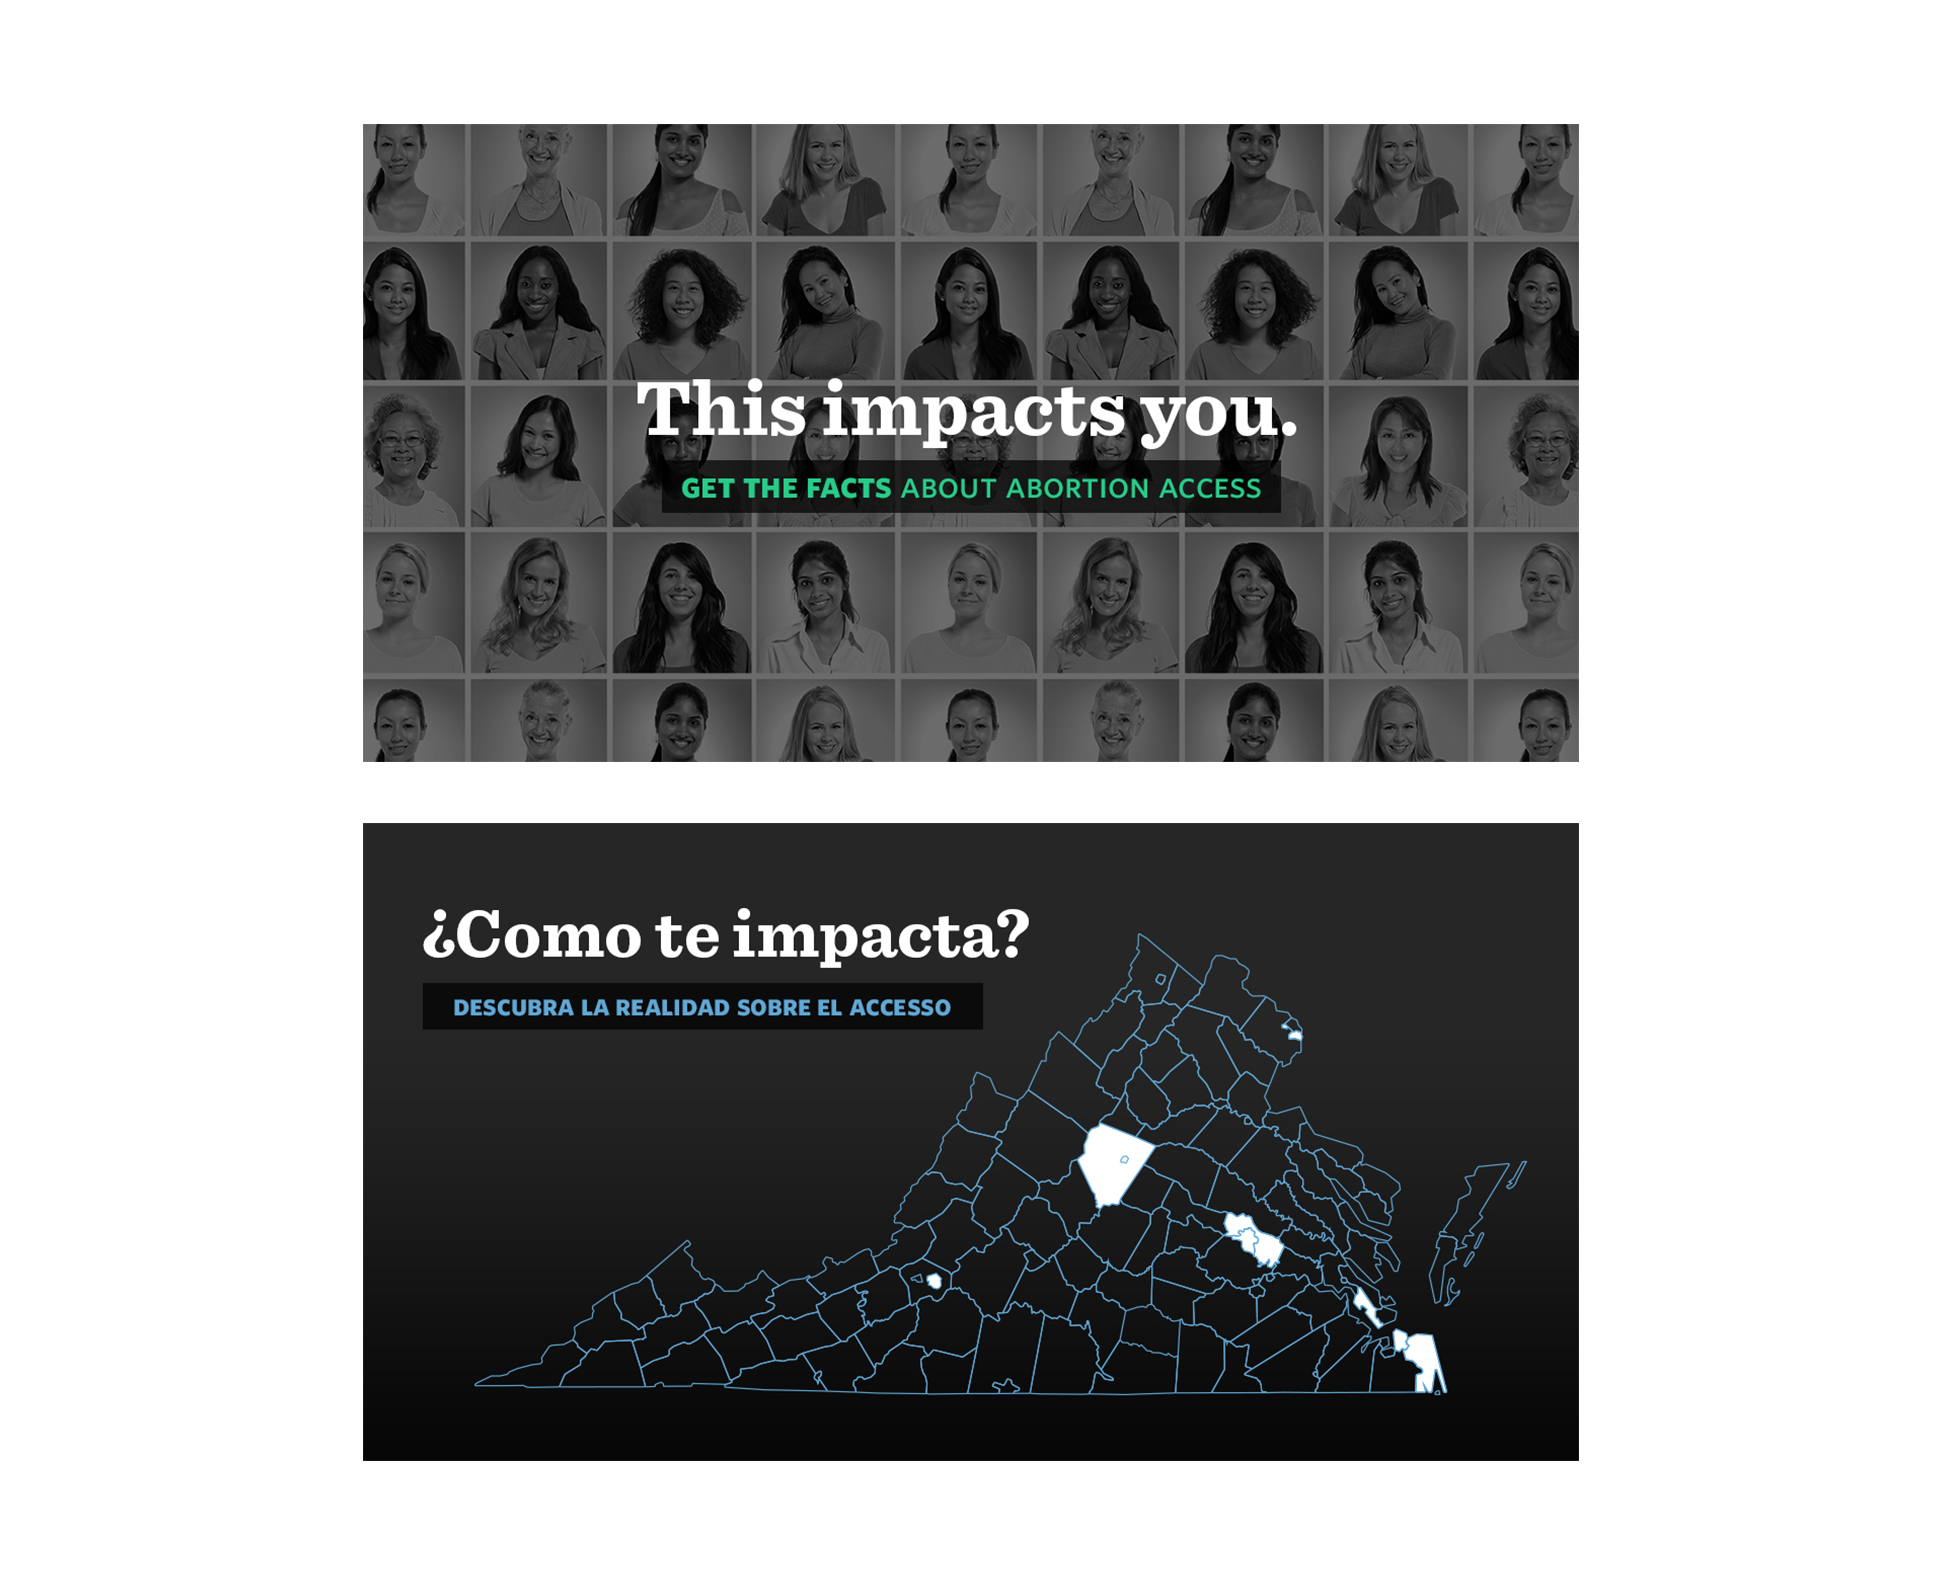 This impacts you.
GET THE FACTS ABOUT ABORTION ACCESS
¿Como te impacta?
DESCUBRA LA REALIDAD SOBRE EL ACCESSO